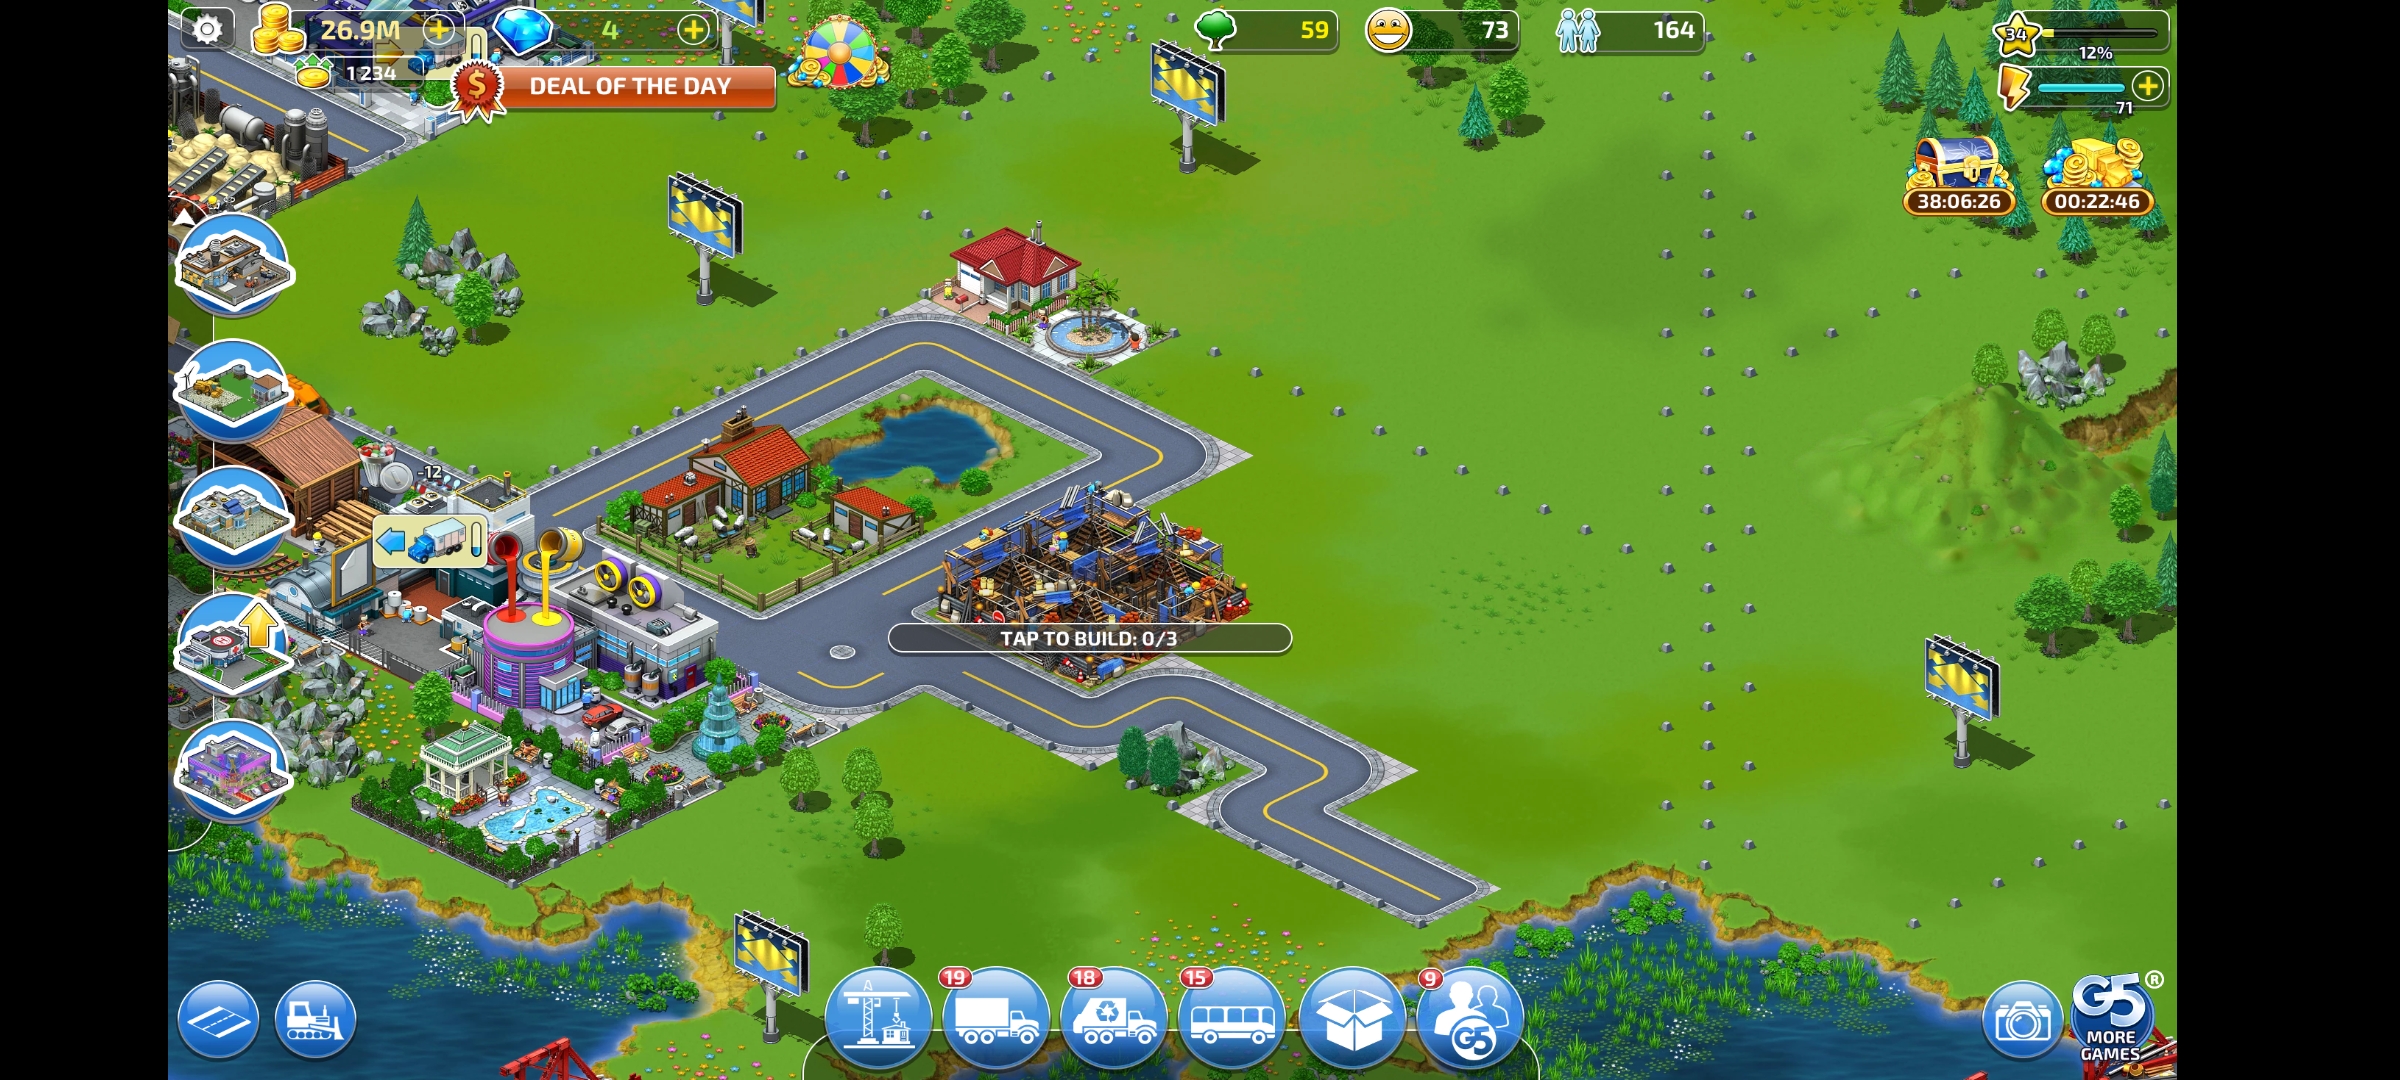 26.9M
4
59
73
164
34
12%
1 234
DEAL OF THE DAY
71
38:06:26
00:22:46
-12
TAP TO BUILD: 0/3
19
18
15
9
A
G5
G5®
MORE
GAMES